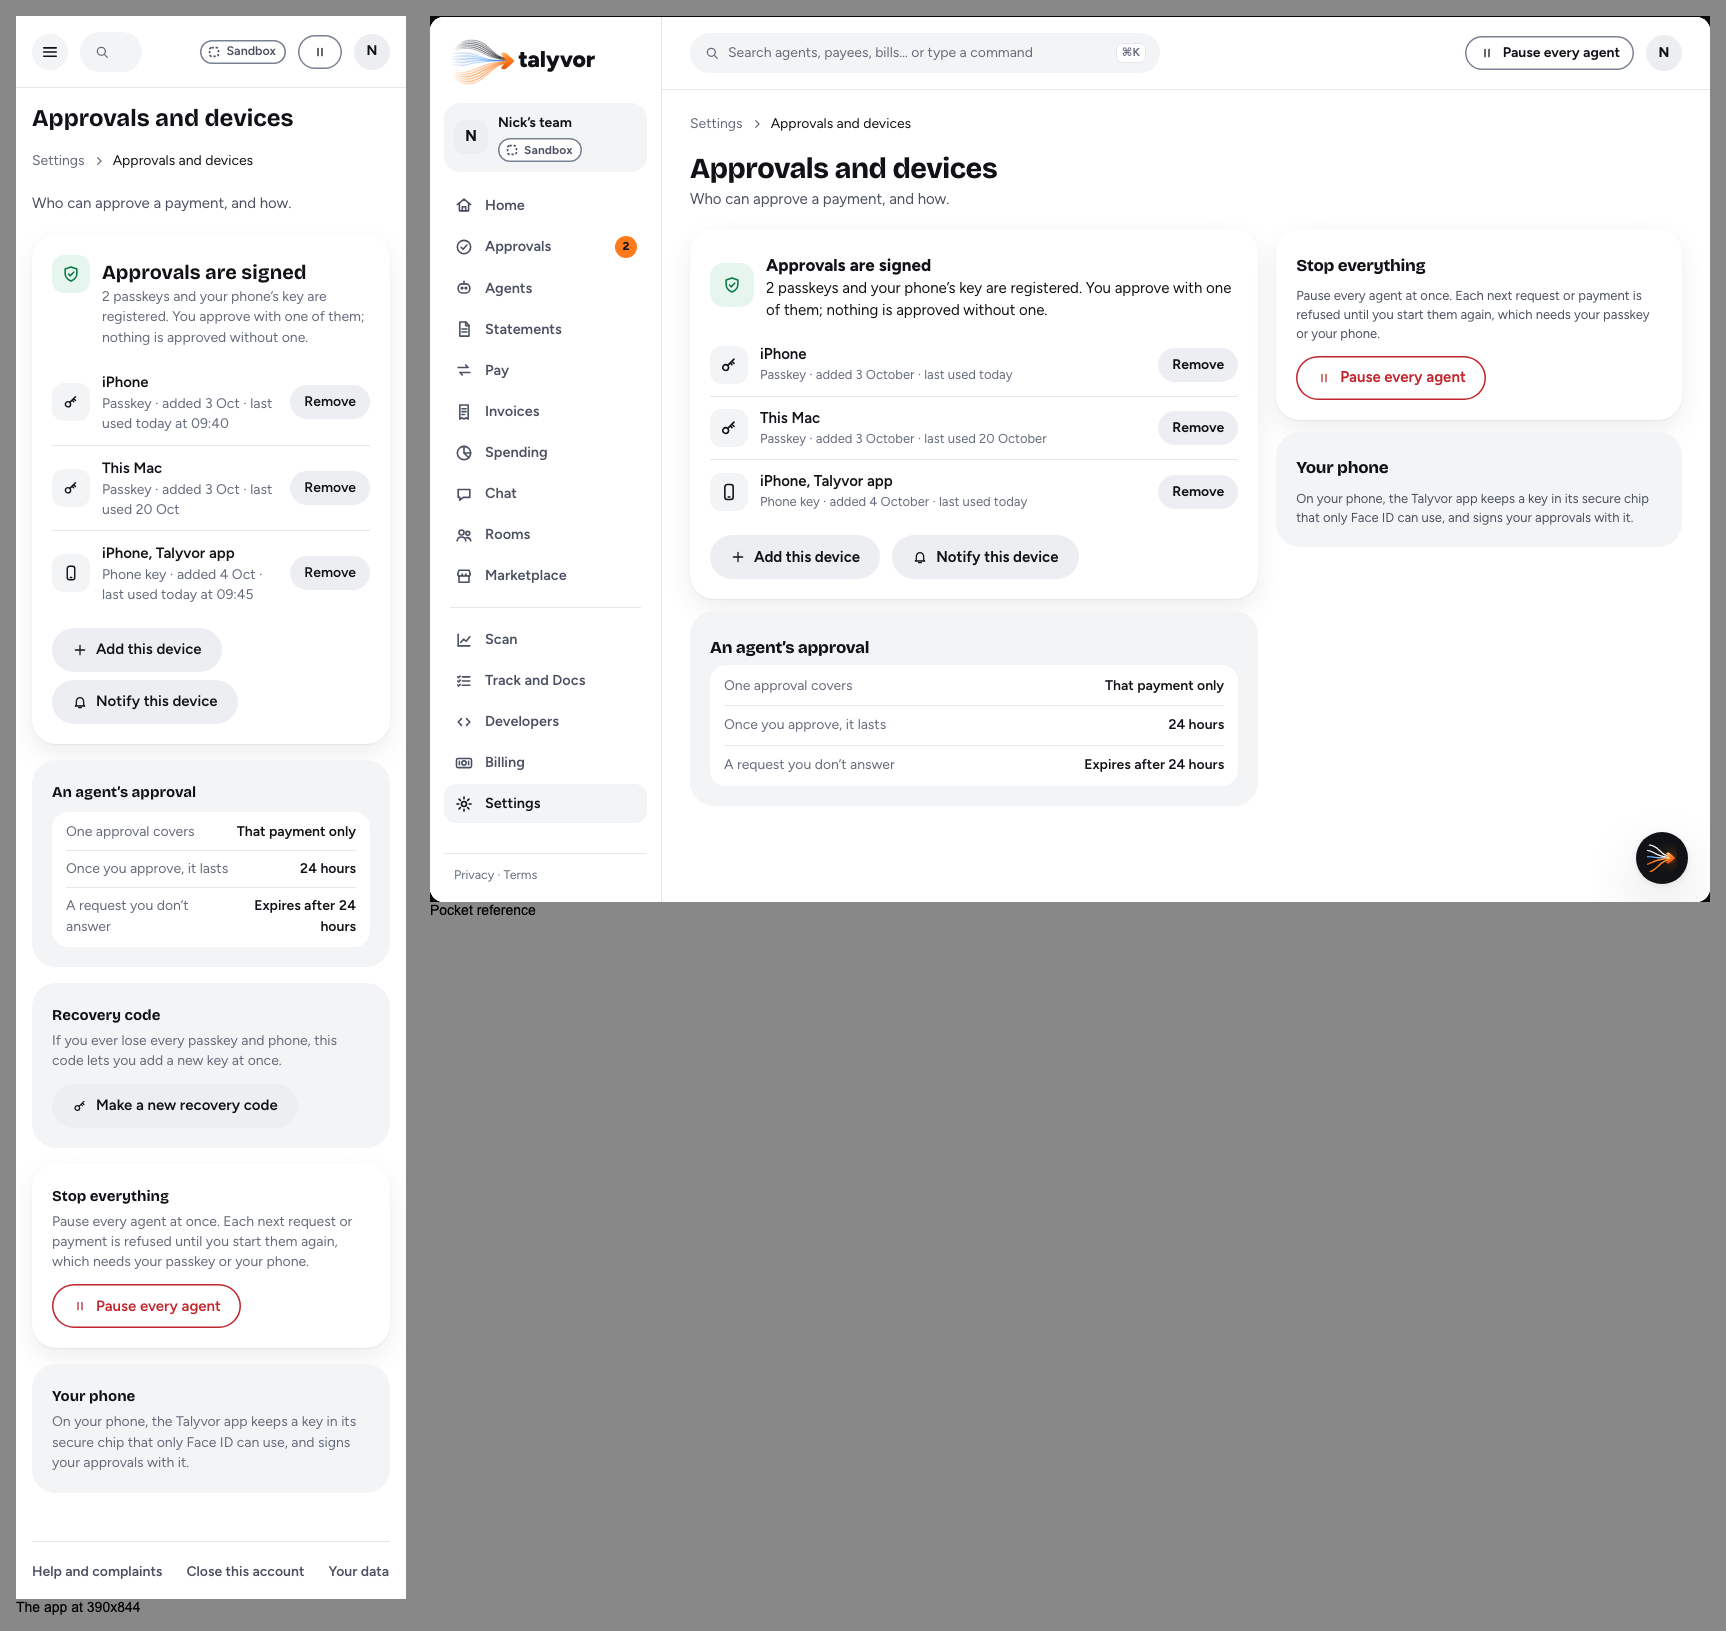 Sandbox
N
Approvals and devices
Settings > Approvals and devices
Who can approve a payment, and how.
Approvals are signed
2 passkeys and your phone’s key are
registered. You approve with one of them;
nothing is approved without one.
iPhone
Passkey · added 3 Oct · last
used today at 09:40
Remove
This Mac
Passkey · added 3 Oct · last
used 20 Oct
Remove
iPhone, Talyvor app
Phone key · added 4 Oct ·
last used today at 09:45
Remove
Add this device
Notify this device
An agent’s approval
One approval covers
That payment only
Once you approve, it lasts
24 hours
A request you don’t
answer
Expires after 24
hours
Recovery code
If you ever lose every passkey and phone, this
code lets you add a new key at once.
Make a new recovery code
Stop everything
Pause every agent at once. Each next request or
payment is refused until you start them again,
which needs your passkey or your phone.
Pause every agent
Your phone
On your phone, the Talyvor app keeps a key in its
secure chip that only Face ID can use, and signs
your approvals with it.
Help and complaints
Close this account
Your data
The app at 390x844
talyvor
N
Nick’s team
Sandbox
Home
Approvals
2
Agents
Statements
Pay
Invoices
Spending
Chat
Rooms
Marketplace
Scan
Track and Docs
Developers
Billing
Settings
Privacy · Terms
Search agents, payees, bills... or type a command
⌘K
Pause every agent
N
Settings > Approvals and devices
Approvals and devices
Who can approve a payment, and how.
Approvals are signed
2 passkeys and your phone’s key are registered. You approve with one
of them; nothing is approved without one.
iPhone
Passkey · added 3 October · last used today
Remove
This Mac
Passkey · added 3 October · last used 20 October
Remove
iPhone, Talyvor app
Phone key · added 4 October · last used today
Remove
Add this device
Notify this device
An agent’s approval
One approval covers
That payment only
Once you approve, it lasts
24 hours
A request you don’t answer
Expires after 24 hours
Stop everything
Pause every agent at once. Each next request or payment is
refused until you start them again, which needs your passkey
or your phone.
Pause every agent
Your phone
On your phone, the Talyvor app keeps a key in its secure chip
that only Face ID can use, and signs your approvals with it.
Pocket reference